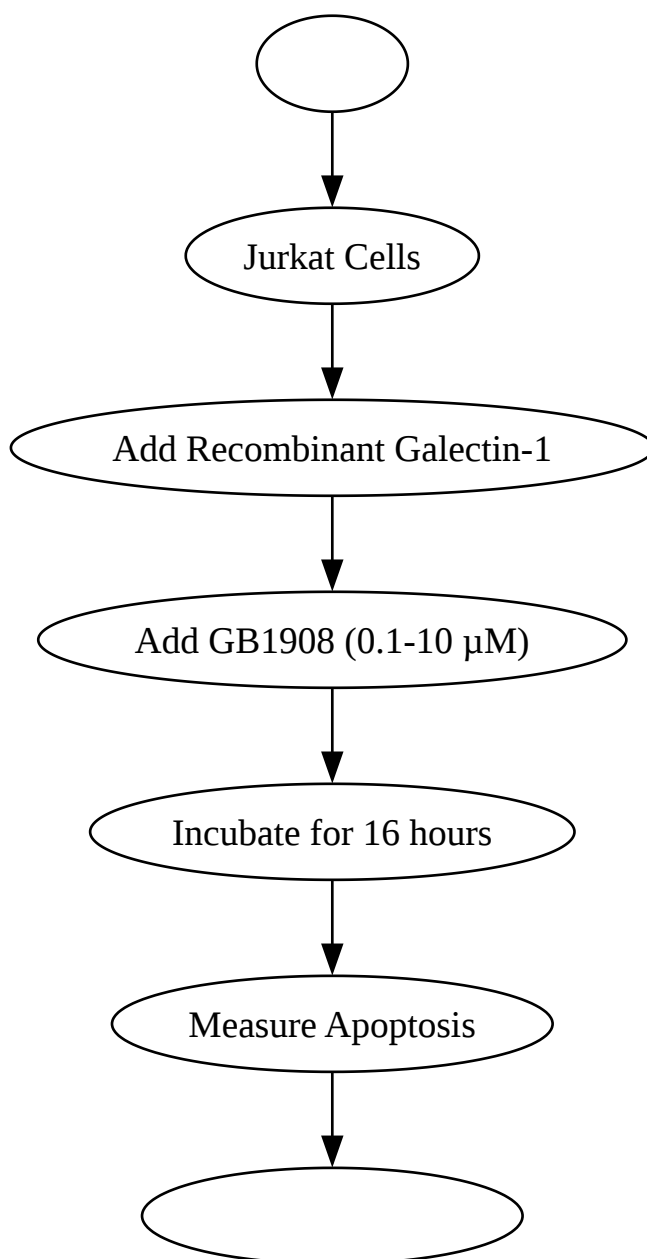 Jurkat Cells
Add Recombinant Galectin-1
Add GB1908 (0.1-10 µM)
Incubate for 16 hours
Measure Apoptosis